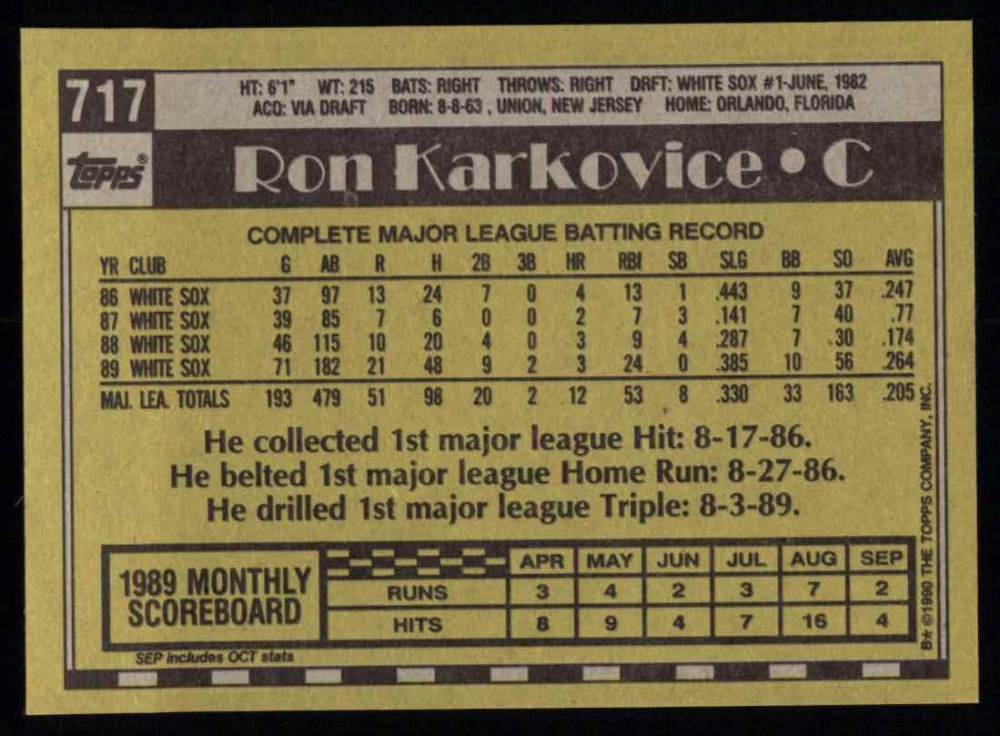 717
HT: 6'1" WT: 215 BATS: RIGHT THROWS: RIGHT DRFT: WHITE SOX #1-JUNE, 1982
ACQ: VIA DRAFT BORN: 8-8-63 , UNION, NEW JERSEY HOME: ORLANDO, FLORIDA
Topps®
Ron Karkovice • C
COMPLETE MAJOR LEAGUE BATTING RECORD
YR CLUB G AB R H 2B 3B HR RBI SB SLG BB SO AVG
86 WHITE SOX 37 97 13 24 7 0 4 13 1 .443 9 37 .247
87 WHITE SOX 39 85 7 6 0 0 2 7 3 .141 7 40 .77
88 WHITE SOX 46 115 10 20 4 0 3 9 4 .287 7 30 .174
89 WHITE SOX 71 182 21 48 9 2 3 24 0 .385 10 56 .264
MAJ. LEA. TOTALS 193 479 51 98 20 2 12 53 8 .330 33 163 .205
He collected 1st major league Hit: 8-17-86.
He belted 1st major league Home Run: 8-27-86.
He drilled 1st major league Triple: 8-3-89.
1989 MONTHLY SCOREBOARD
APR MAY JUN JUL AUG SEP
RUNS 3 4 2 3 7 2
HITS 8 9 4 7 16 4
SEP includes OCT stats
B* ©1990 THE TOPPS COMPANY, INC.